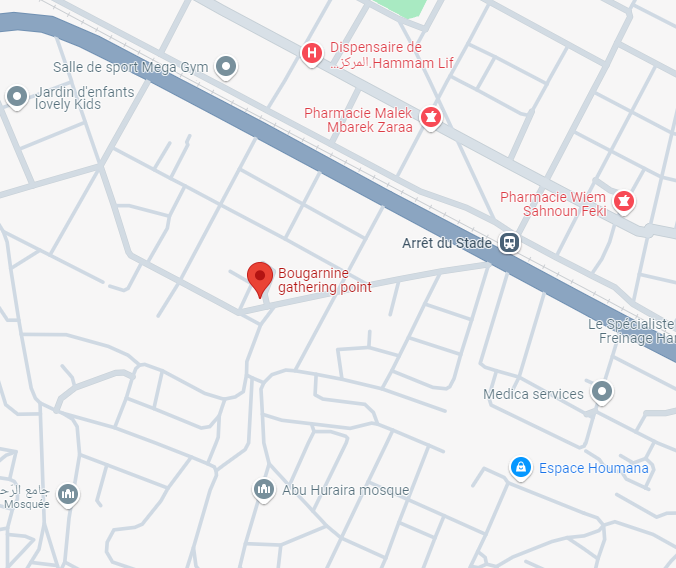 Dispensaire de
Hammam Lif.المركز...
Salle de sport Mega Gym
Jardin d'enfants
lovely Kids
Pharmacie Malek
Mbarek Zaraa
Pharmacie Wiem
Sahnoun Feki
Arrêt du Stade
Bougarnine
gathering point
Le Spécialiste
Freinage Ha
Medica services
Espace Houmana
Abu Huraira mosque
جامع الرح
Mosquée
H